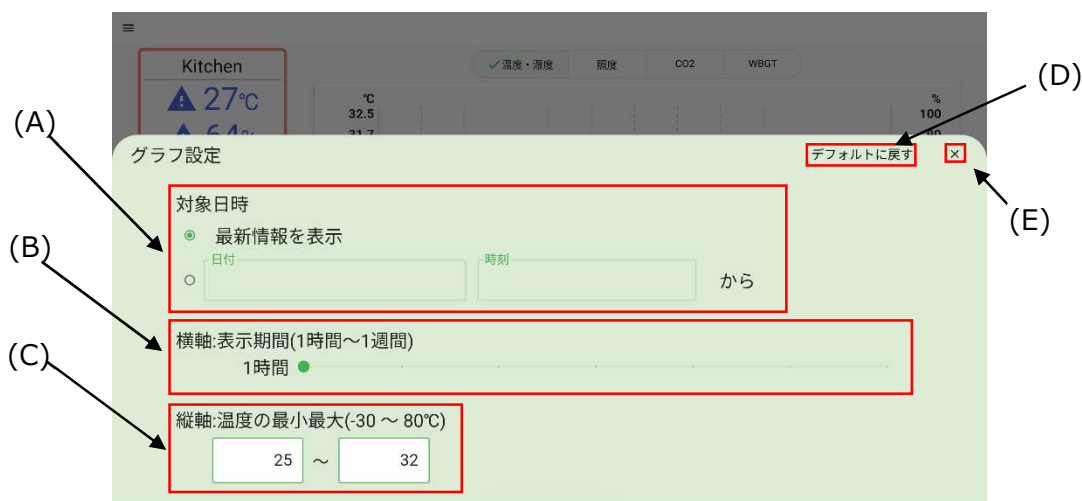 ≡
Kitchen
27℃
✓温度・湿度 照度 CO2 WBGT
℃
32.5
%
100
(A)
(B)
(C)
(D)
(E)
グラフ設定
デフォルトに戻す ×
対象日時
最新情報を表示
日付 時刻 から
横軸:表示期間(1時間～1週間)
1時間
縦軸:温度の最小最大(-30 ～ 80℃)
25 ～ 32